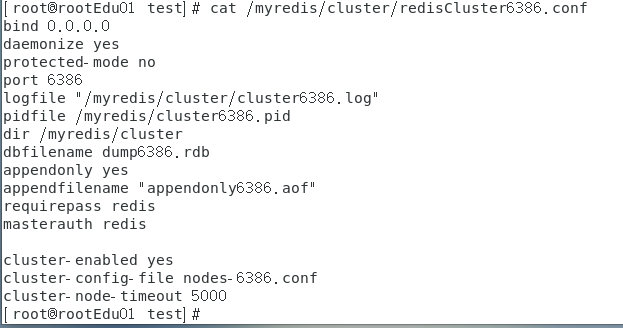 [root@rootEdu01 test]# cat /myredis/cluster/redisCluster6386.conf
bind 0.0.0.0
daemonize yes
protected-mode no
port 6386
logfile "/myredis/cluster/cluster6386.log"
pidfile /myredis/cluster6386.pid
dir /myredis/cluster
dbfilename dump6386.rdb
appendonly yes
appendfilename "appendonly6386.aof"
requirepass redis
masterauth redis
cluster-enabled yes
cluster-config-file nodes-6386.conf
cluster-node-timeout 5000
[root@rootEdu01 test]#